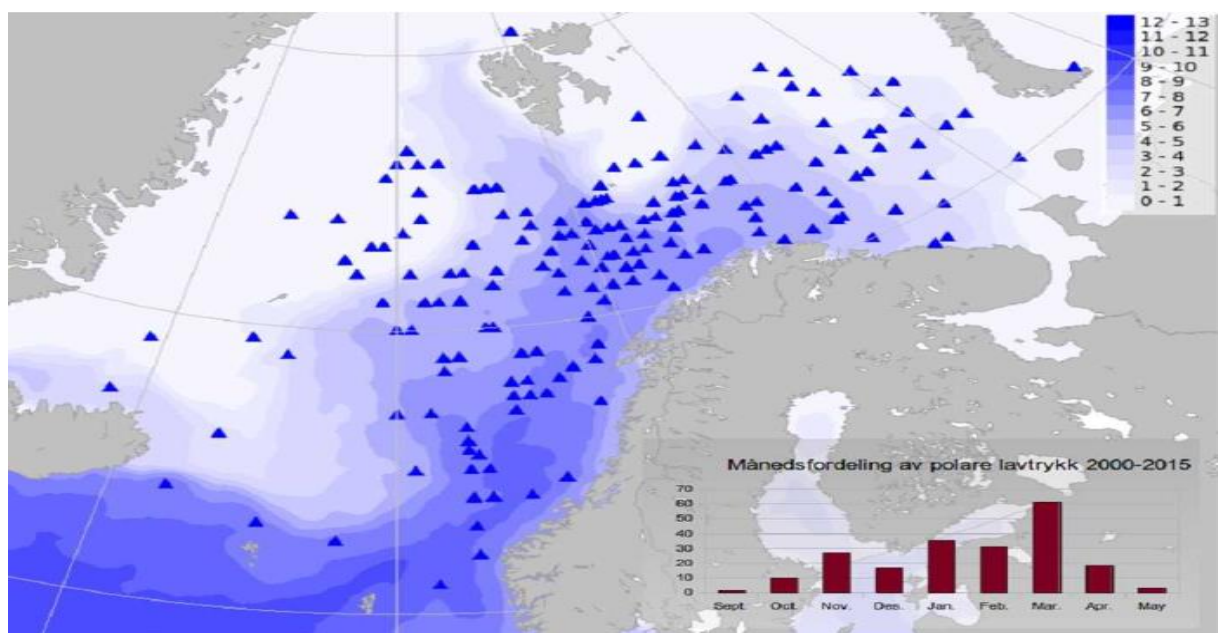 12 - 13
11 - 12
10 - 11
9 - 10
8 - 9
7 - 8
6 - 7
5 - 6
4 - 5
3 - 4
2 - 3
1 - 2
0 - 1
Månedsfordeling av polare lavtrykk 2000-2015
70
60
50
40
30
20
10
0
Sept. Oct. Nov. Des. Jan. Feb. Mar. Apr. May